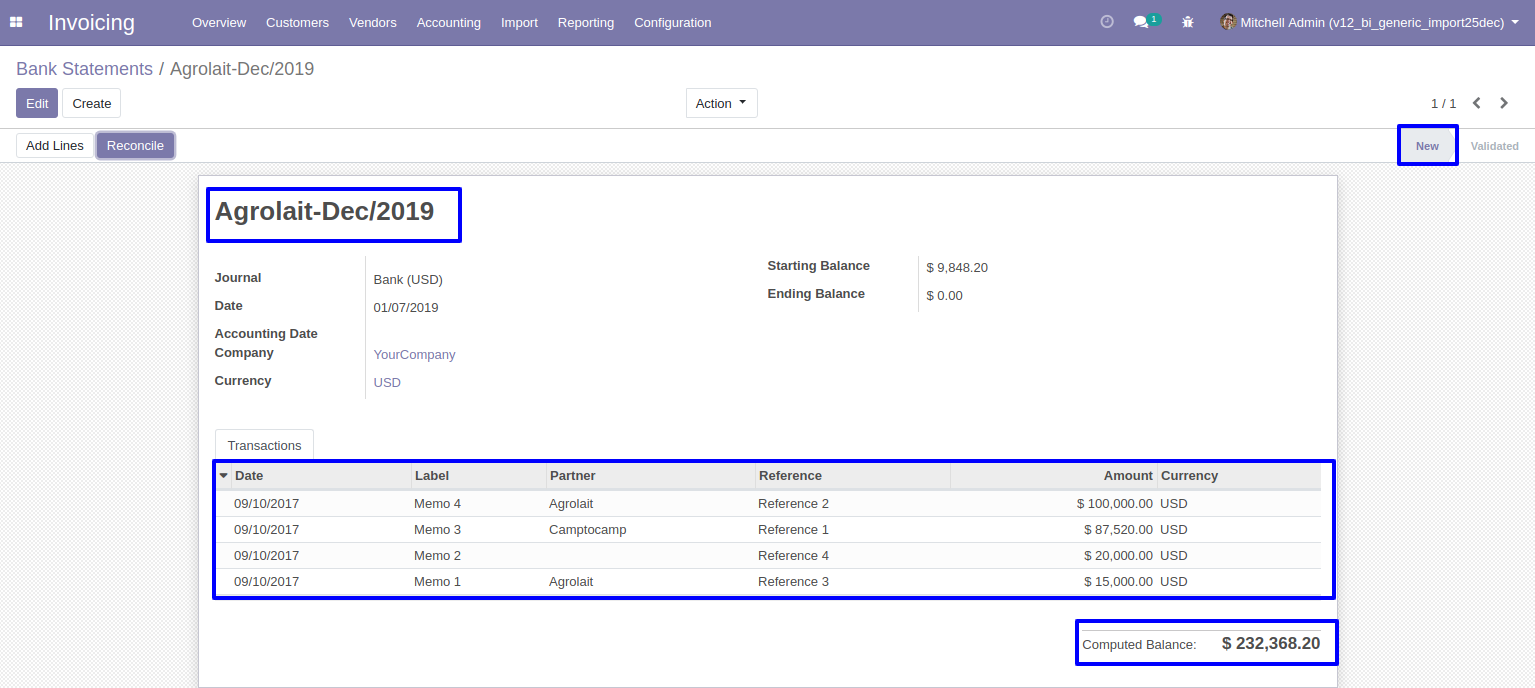 Invoicing Overview Customers Vendors Accounting Import Reporting Configuration 1 Mitchell Admin (v12_bi_generic_import25dec)
Bank Statements / Agrolait-Dec/2019
Edit Create Action 1 / 1
Add Lines Reconcile New Validated
Agrolait-Dec/2019
Journal Bank (USD)
Date 01/07/2019
Accounting Date
Company YourCompany
Currency USD
Starting Balance $ 9,848.20
Ending Balance $ 0.00
Transactions
Date Label Partner Reference Amount Currency
09/10/2017 Memo 4 Agrolait Reference 2 $ 100,000.00 USD
09/10/2017 Memo 3 Camptocamp Reference 1 $ 87,520.00 USD
09/10/2017 Memo 2 Reference 4 $ 20,000.00 USD
09/10/2017 Memo 1 Agrolait Reference 3 $ 15,000.00 USD
Computed Balance: $ 232,368.20